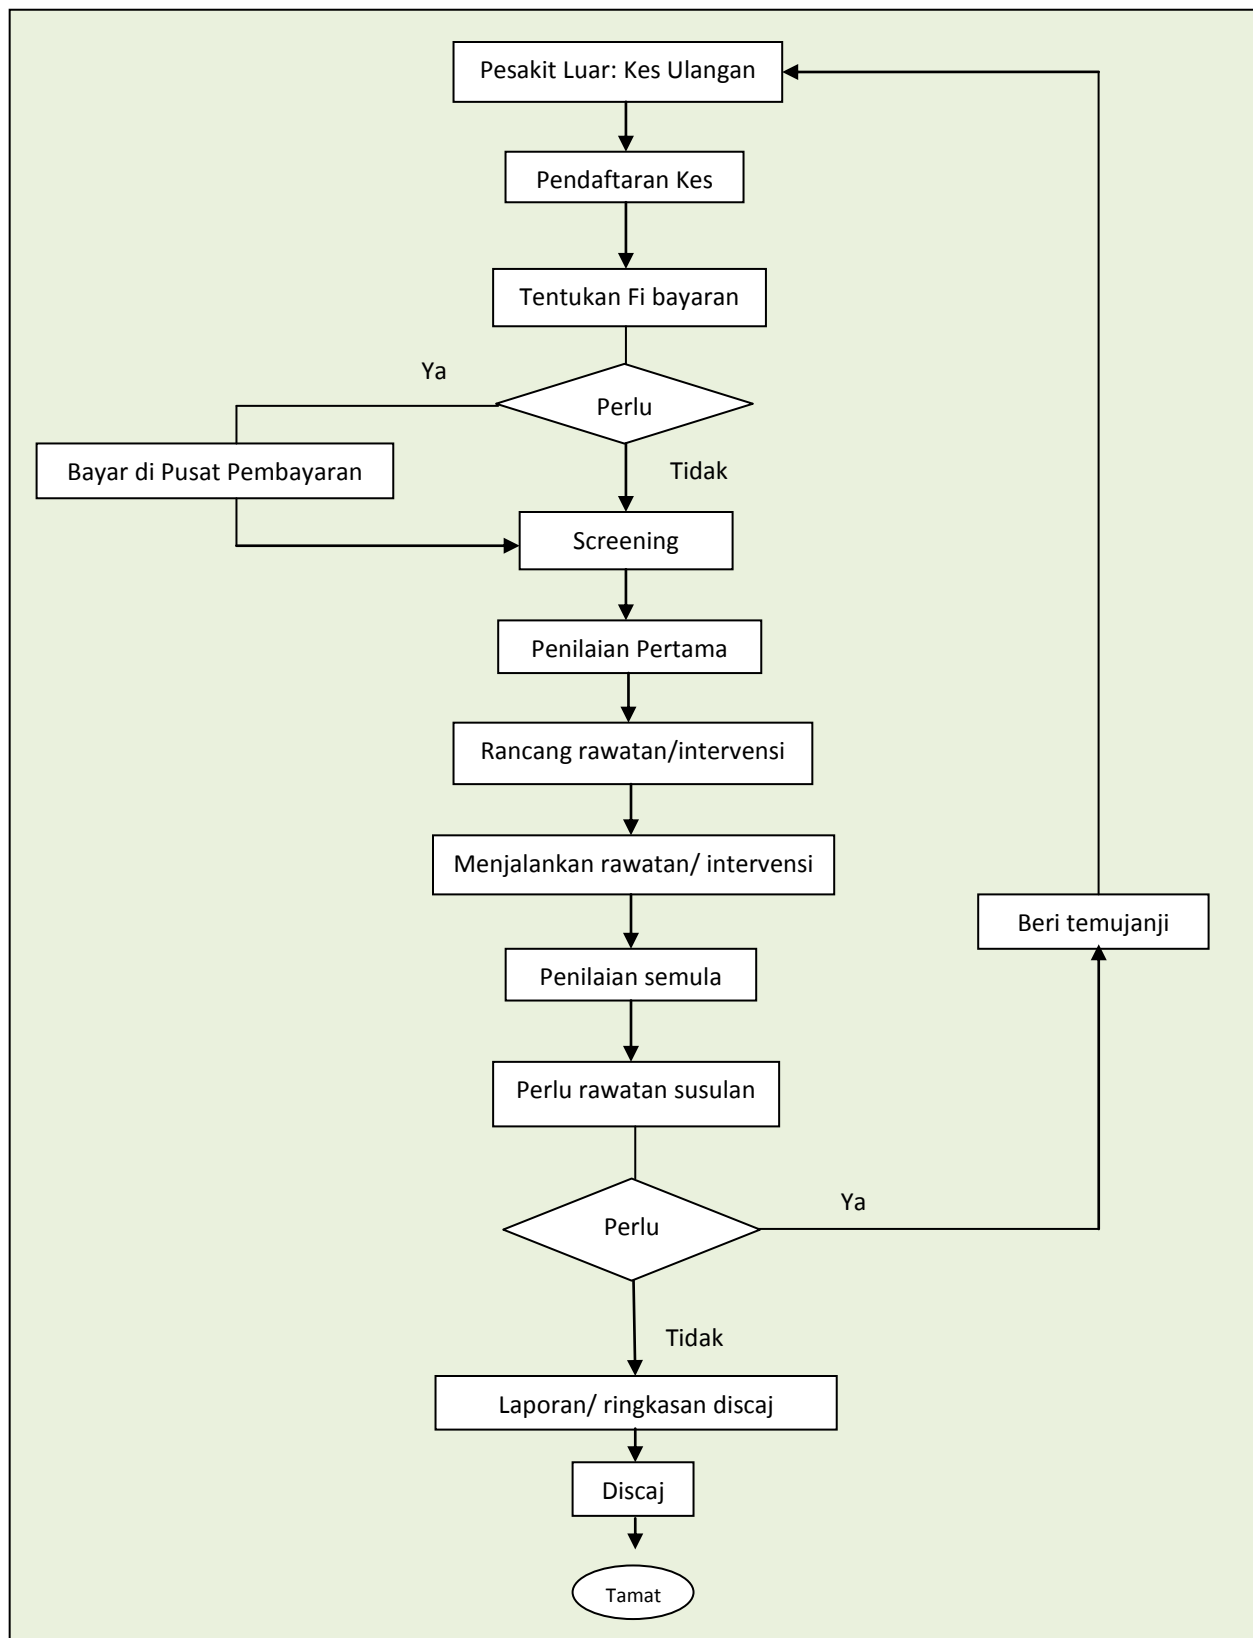 Pesakit Luar: Kes Ulangan
Pendaftaran Kes
Tentukan Fi bayaran
Ya
Perlu
Bayar di Pusat Pembayaran
Tidak
Screening
Penilaian Pertama
Rancang rawatan/intervensi
Menjalankan rawatan/ intervensi
Beri temujanji
Penilaian semula
Perlu rawatan susulan
Ya
Perlu
Tidak
Laporan/ ringkasan discaj
Discaj
Tamat